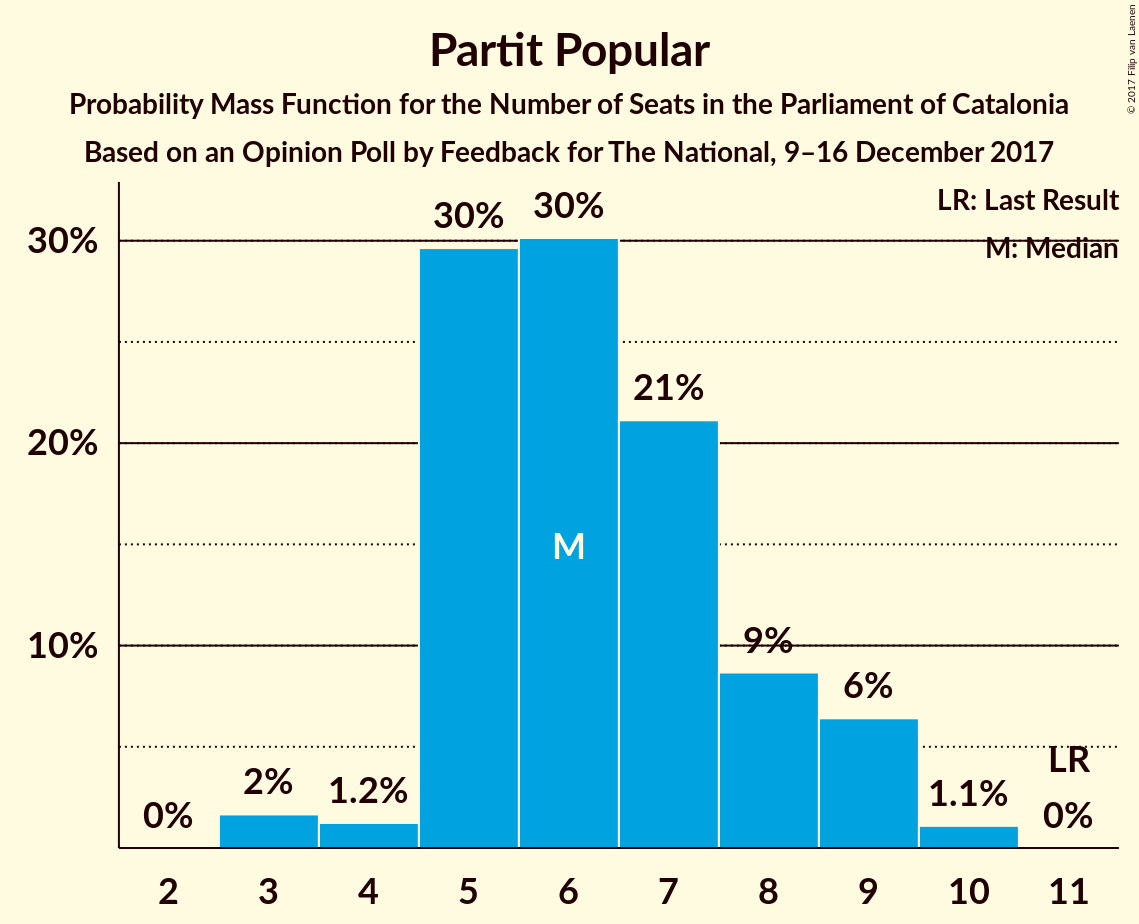 Partit Popular
Probability Mass Function for the Number of Seats in the Parliament of Catalonia
Based on an Opinion Poll by Feedback for The National, 9–16 December 2017
© 2017 Filip van Laenen
LR: Last Result
M: Median
30%
20%
10%
0%
2%
1.2%
30%
30%
21%
9%
6%
1.1%
LR
0%
M
2 3 4 5 6 7 8 9 10 11